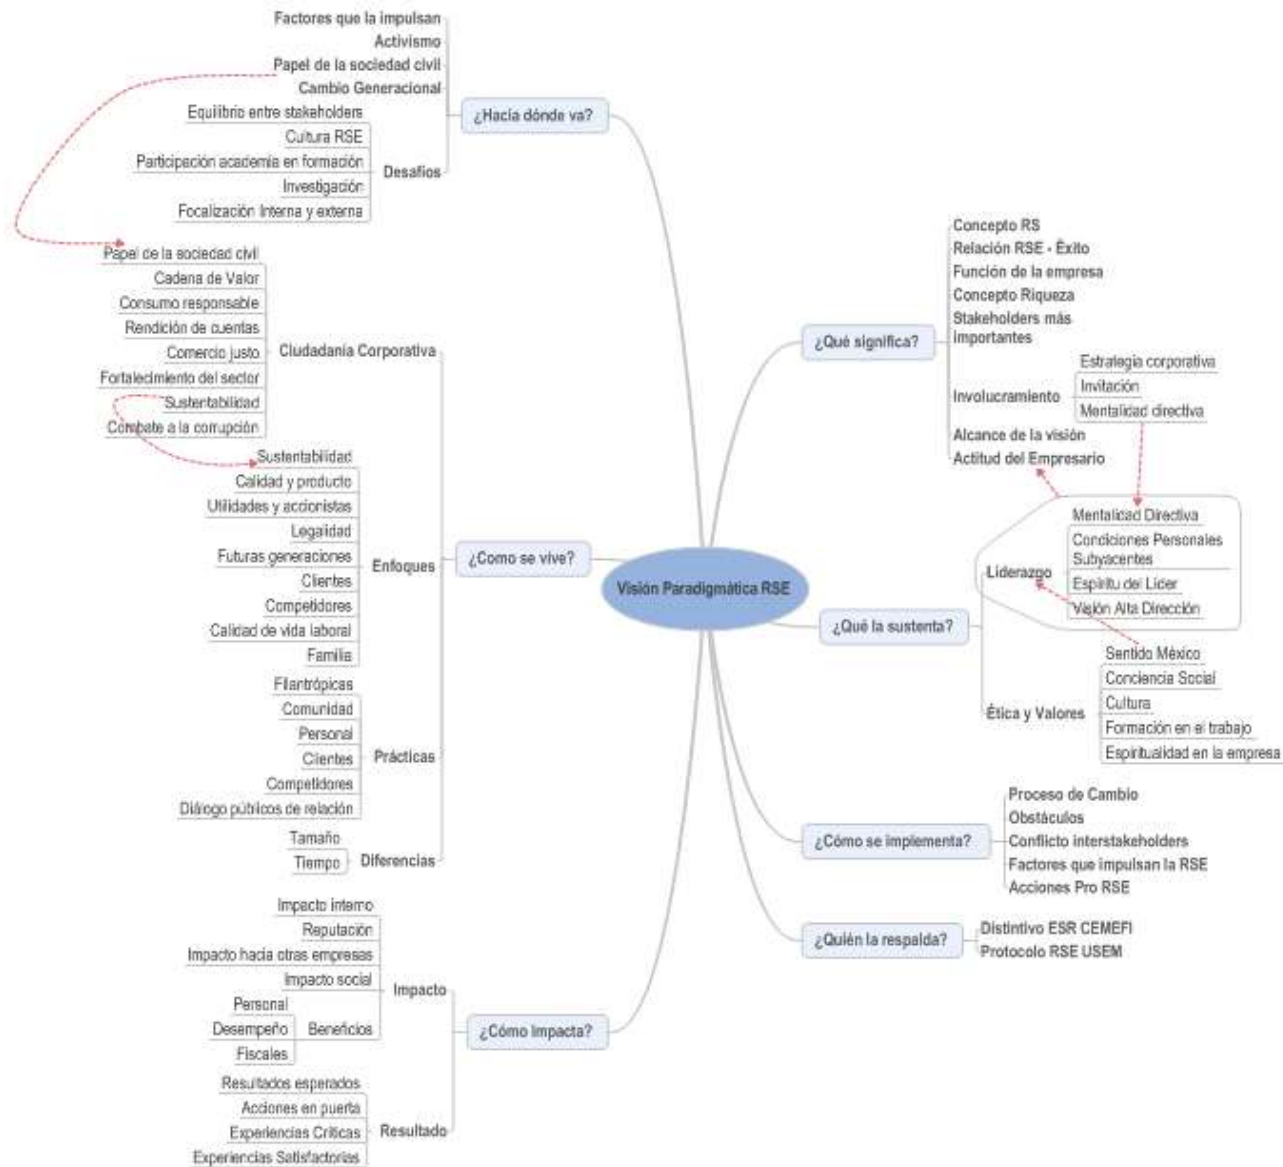 Factores que la impulsan
Activismo
Papel de la sociedad civil
Cambio Generacional
Equilibrio entre stakeholders
Cultura RSE
Participación academia en formación
Investigación
Focalización Interna y externa
Desafíos
¿Hacia dónde va?
Papel de la sociedad civil
Cadena de Valor
Consumo responsable
Rendición de cuentas
Comercio justo
Fortalecimiento del sector
Sustentabilidad
Combate a la corrupción
Ciudadanía Corporativa
Sustentabilidad
Calidad y producto
Utilidades y accionistas
Legalidad
Futuras generaciones
Clientes
Competidores
Calidad de vida laboral
Familia
Enfoques
¿Como se vive?
Filantrópicas
Comunidad
Personal
Clientes
Competidores
Diálogo públicos de relación
Prácticas
Tamaño
Tiempo
Diferencias
Impacto interno
Reputación
Impacto hacia otras empresas
Impacto social
Personal
Desempeño
Fiscales
Beneficios
Impacto
¿Cómo Impacta?
Resultados esperados
Acciones en puerta
Experiencias Críticas
Experiencias Satisfactorias
Resultado
Visión Paradigmática RSE
¿Qué significa?
Concepto RS
Relación RSE - Éxito
Función de la empresa
Concepto Riqueza
Stakeholders más
importantes
Involucramiento
Estrategia corporativa
Invitación
Mentalidad directiva
Alcance de la visión
Actitud del Empresario
¿Qué la sustenta?
Liderazgo
Mentalidad Directiva
Condiciones Personales
Subyacentes
Espíritu del Líder
Visión Alta Dirección
Ética y Valores
Sentido México
Conciencia Social
Cultura
Formación en el trabajo
Espiritualidad en la empresa
¿Cómo se implementa?
Proceso de Cambio
Obstáculos
Conflicto interstakeholders
Factores que impulsan la RSE
Acciones Pro RSE
¿Quién la respalda?
Distintivo ESR CEMEFI
Protocolo RSE USEM